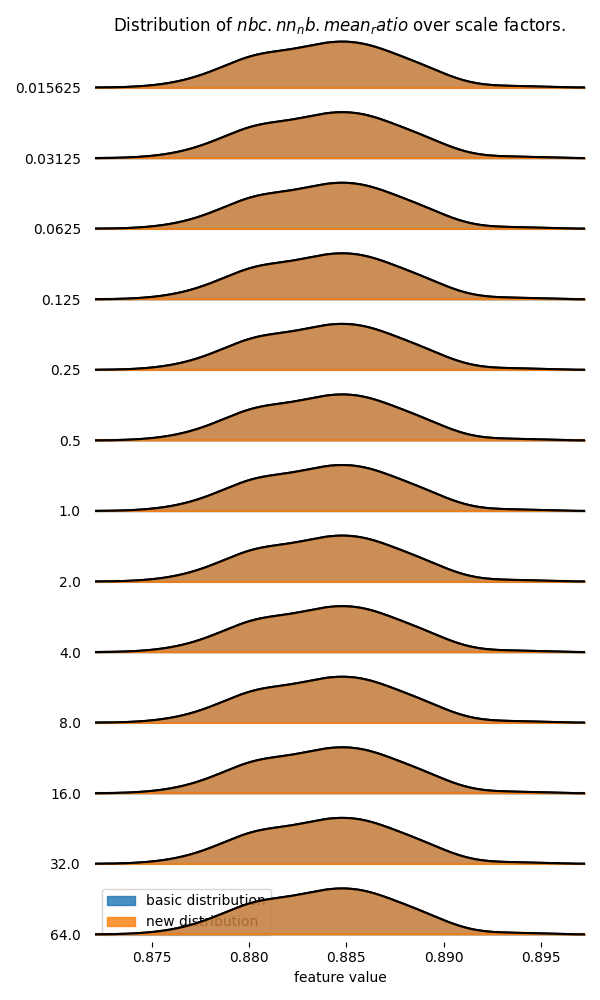 Distribution of nbc.nn_nb.mean_ratio over scale factors.
0.015625
0.03125
0.0625
0.125
0.25
0.5
1.0
2.0
4.0
8.0
16.0
32.0
basic distribution
new distribution
64.0
0.875 0.880 0.885 0.890 0.895
feature value